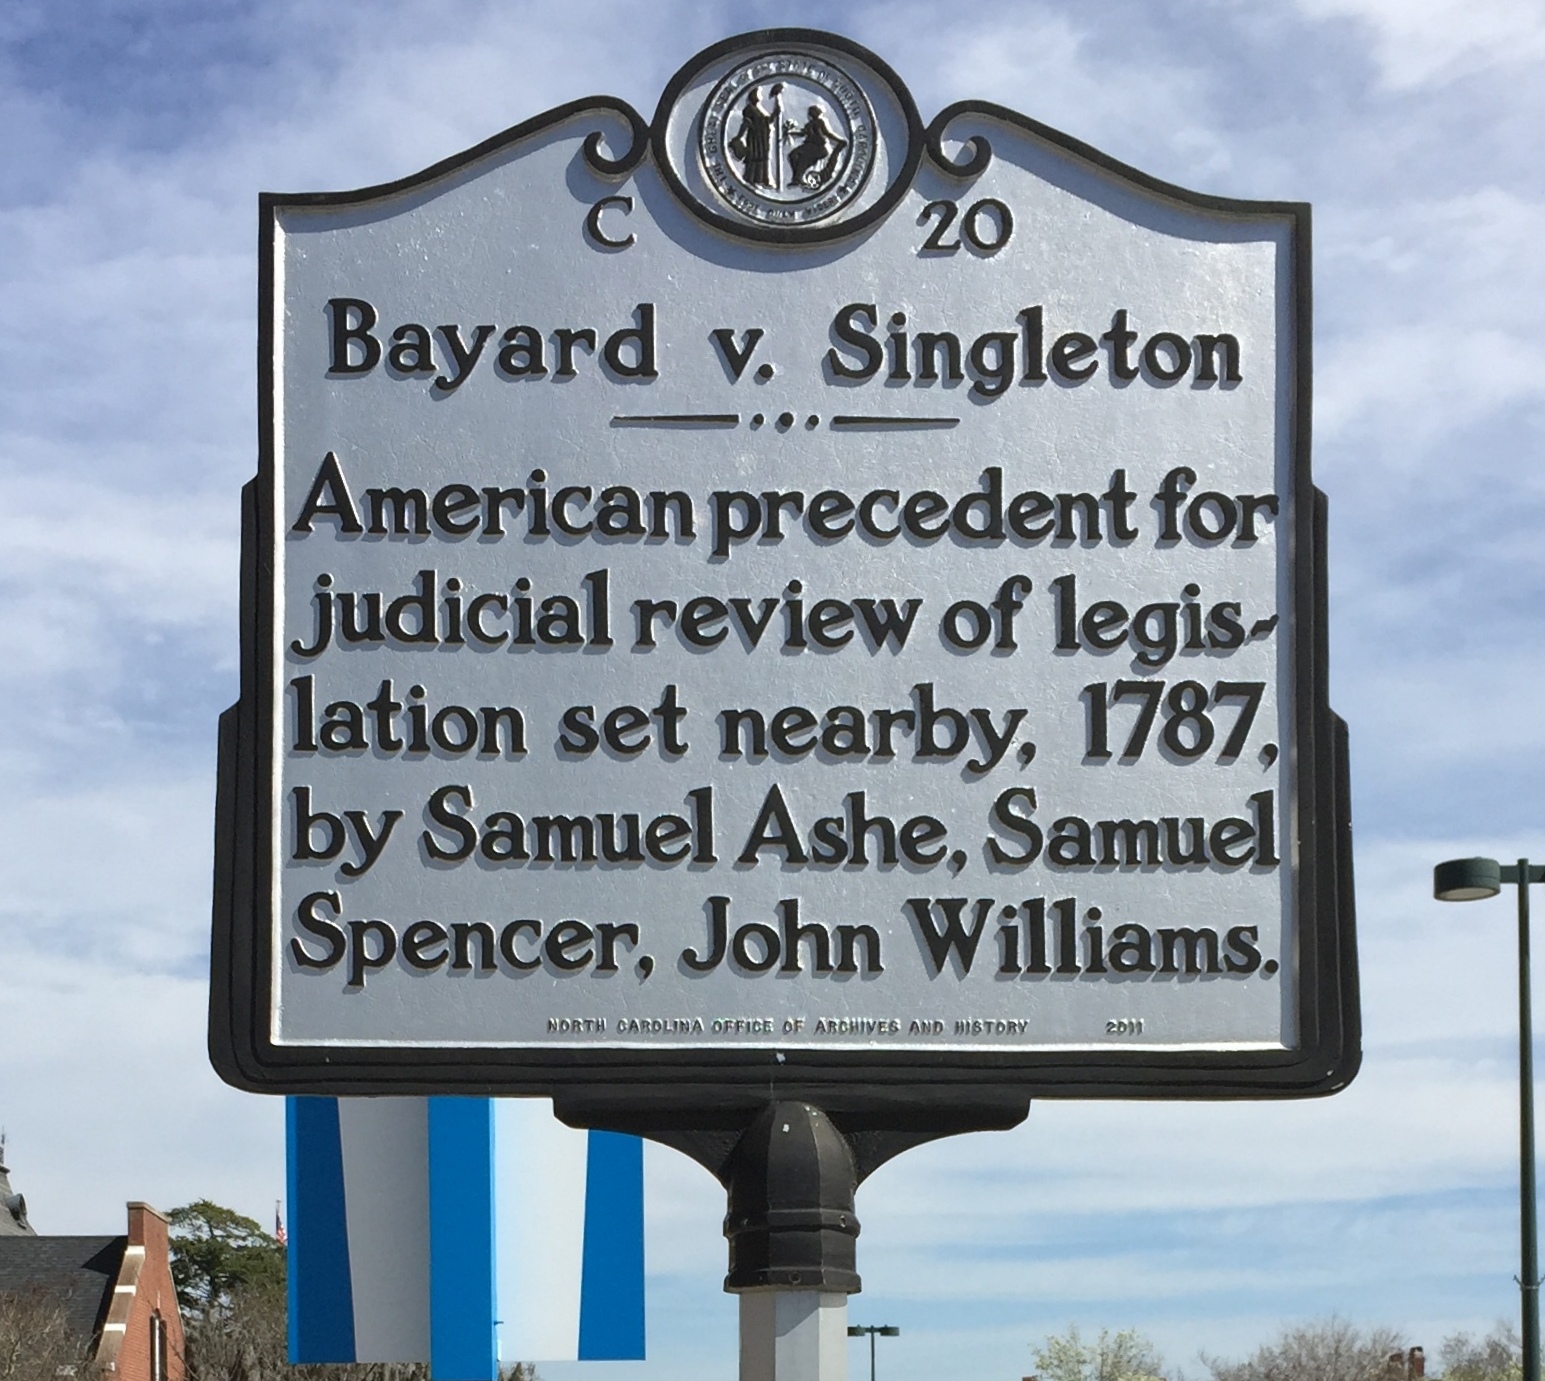 C 20
Bayard v. Singleton
American precedent for
judicial review of legis-
lation set nearby, 1787,
by Samuel Ashe, Samuel
Spencer, John Williams.
NORTH CAROLINA OFFICE OF ARCHIVES AND HISTORY 2011